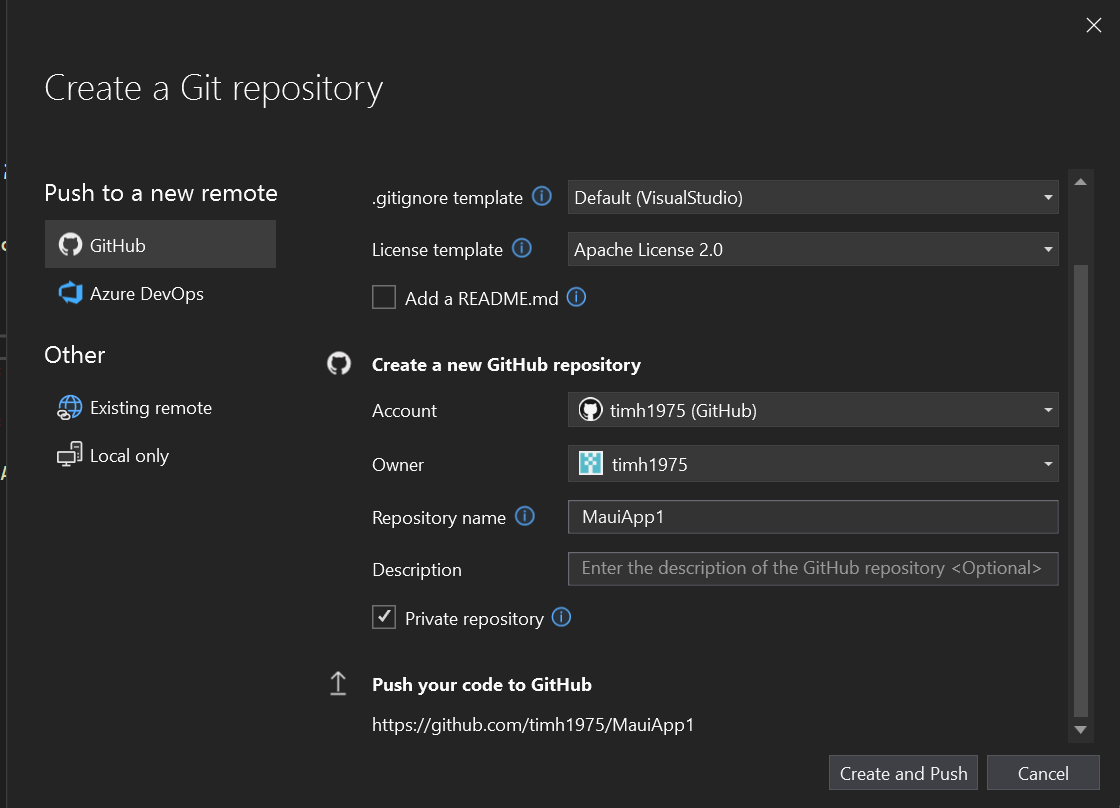 Create a Git repository
Push to a new remote
GitHub
Azure DevOps
Other
Existing remote
Local only
.gitignore template
Default (VisualStudio)
License template
Apache License 2.0
Add a README.md
Create a new GitHub repository
Account
timh1975 (GitHub)
Owner
timh1975
Repository name
MauiApp1
Description
Enter the description of the GitHub repository <Optional>
Private repository
Push your code to GitHub
https://github.com/timh1975/MauiApp1
Create and Push
Cancel